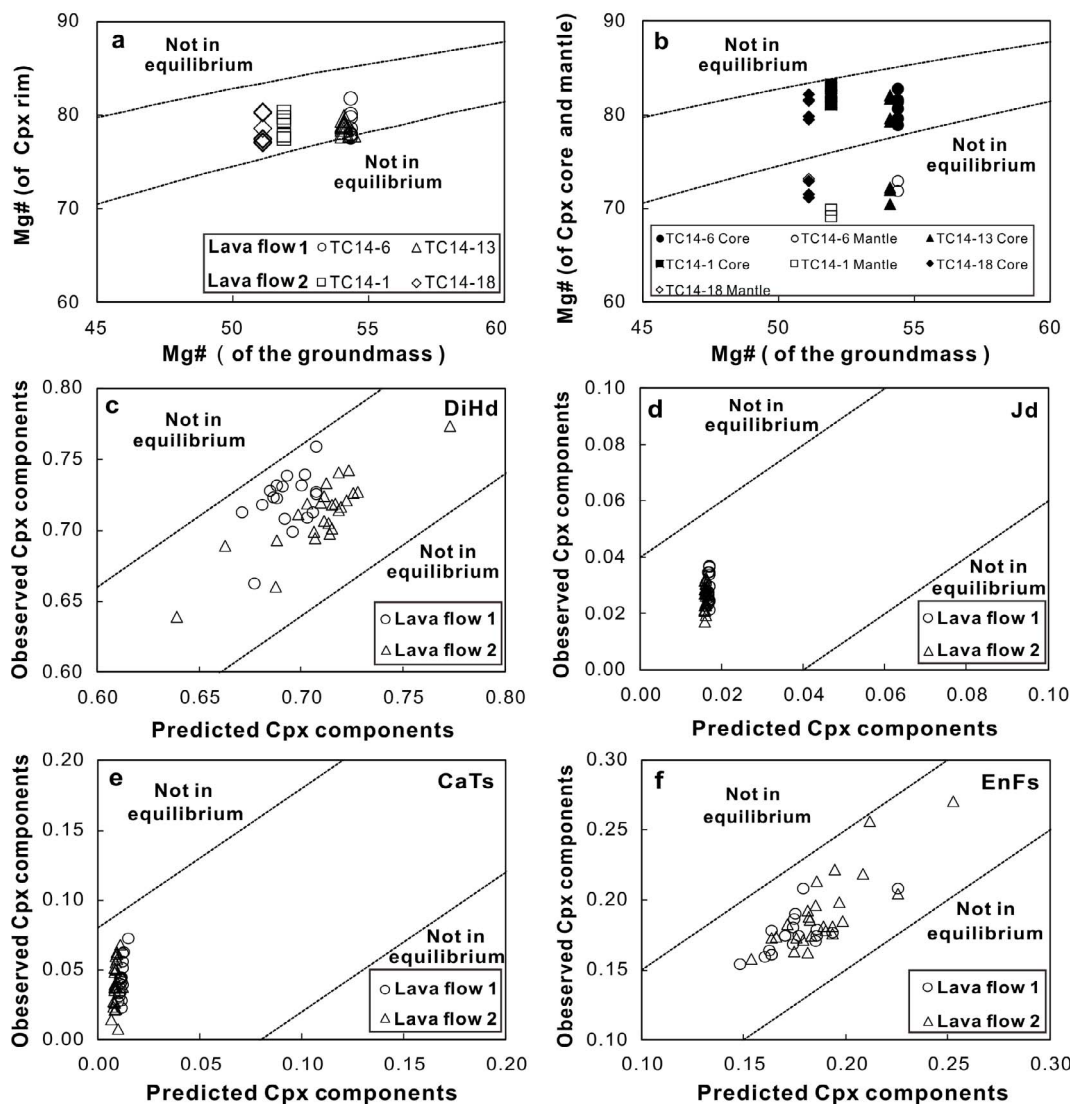 a
Not in
equilibrium
Not in
equilibrium
Mg# (of Cpx rim)
90
80
70
60
45
50
55
60
Lava flow 1 TC14-6 TC14-13
Lava flow 2 TC14-1 TC14-18
Mg# ( of the groundmass )
b
Not in
equilibrium
Not in
equilibrium
Mg# (of Cpx core and mantle)
90
80
70
60
45
50
55
60
TC14-6 Core TC14-6 Mantle TC14-13 Core
TC14-1 Core TC14-1 Mantle TC14-18 Core
TC14-18 Mantle
Mg# ( of the groundmass )
c
DiHd
Not in
equilibrium
Not in
equilibrium
Obeserved Cpx components
0.80
0.75
0.70
0.65
0.60
0.60
0.65
0.70
0.75
0.80
Lava flow 1
Lava flow 2
Predicted Cpx components
d
Jd
Not in
equilibrium
Not in
equilibrium
Obeserved Cpx components
0.10
0.08
0.06
0.04
0.02
0.00
0.00
0.02
0.04
0.06
0.08
0.10
Lava flow 1
Lava flow 2
Predicted Cpx components
e
CaTs
Not in
equilibrium
Not in
equilibrium
Obeserved Cpx components
0.20
0.15
0.10
0.05
0.00
0.00
0.05
0.10
0.15
0.20
Lava flow 1
Lava flow 2
Predicted Cpx components
f
EnFs
Not in
equilibrium
Not in
equilibrium
Obeserved Cpx components
0.30
0.25
0.20
0.15
0.10
0.10
0.15
0.20
0.25
0.30
Lava flow 1
Lava flow 2
Predicted Cpx components